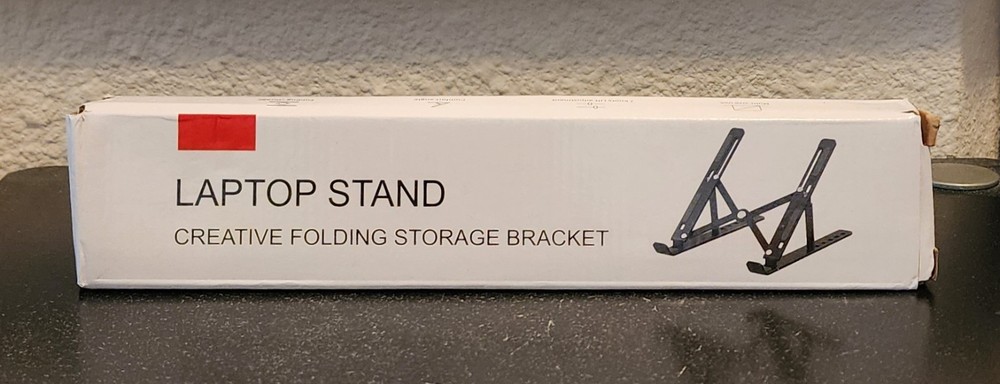 LAPTOP STAND
CREATIVE FOLDING STORAGE BRACKET